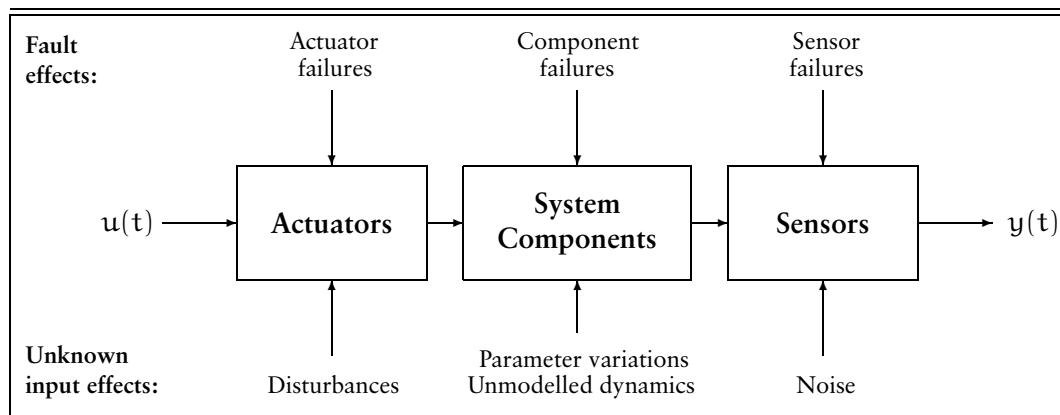 Fault
effects:
Actuator
failures
Component
failures
Sensor
failures
u(t)
Actuators
System
Components
Sensors
y(t)
Unknown
input effects:
Disturbances
Parameter variations
Unmodelled dynamics
Noise